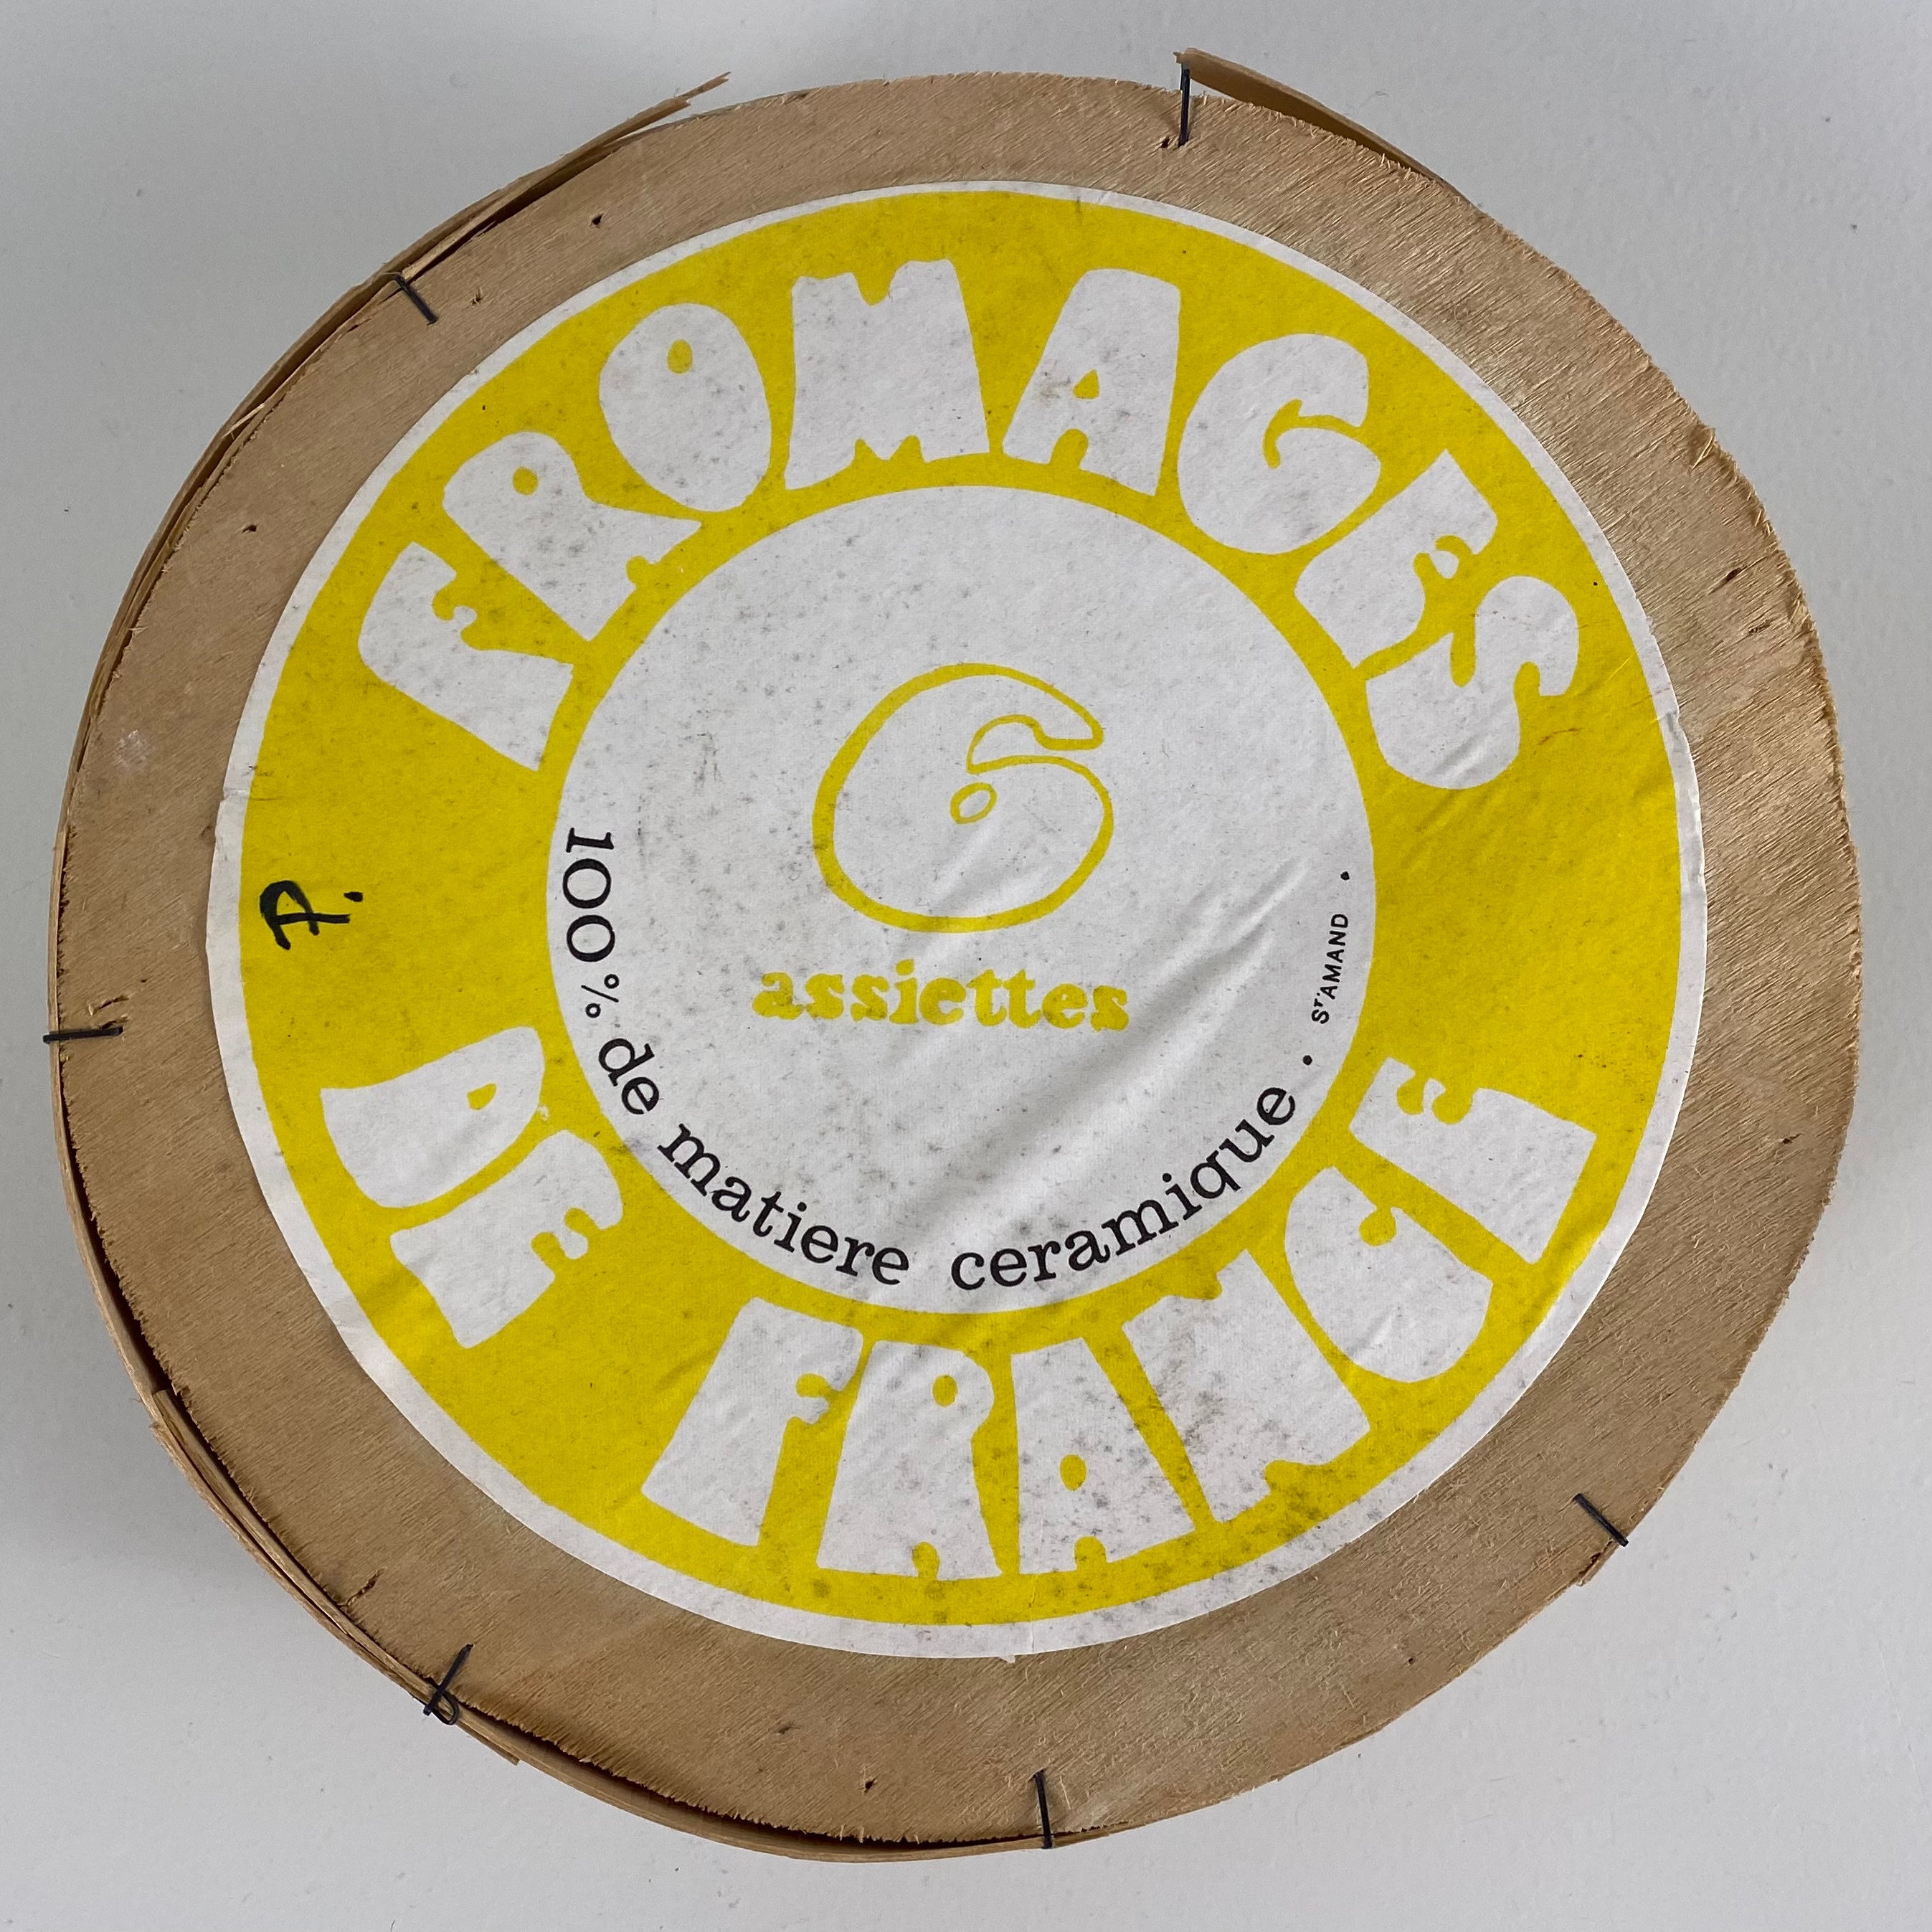 FROMAGES
6
assiettes
100% de matiere ceramique . ST AMAND .
P.
DE FRANCE